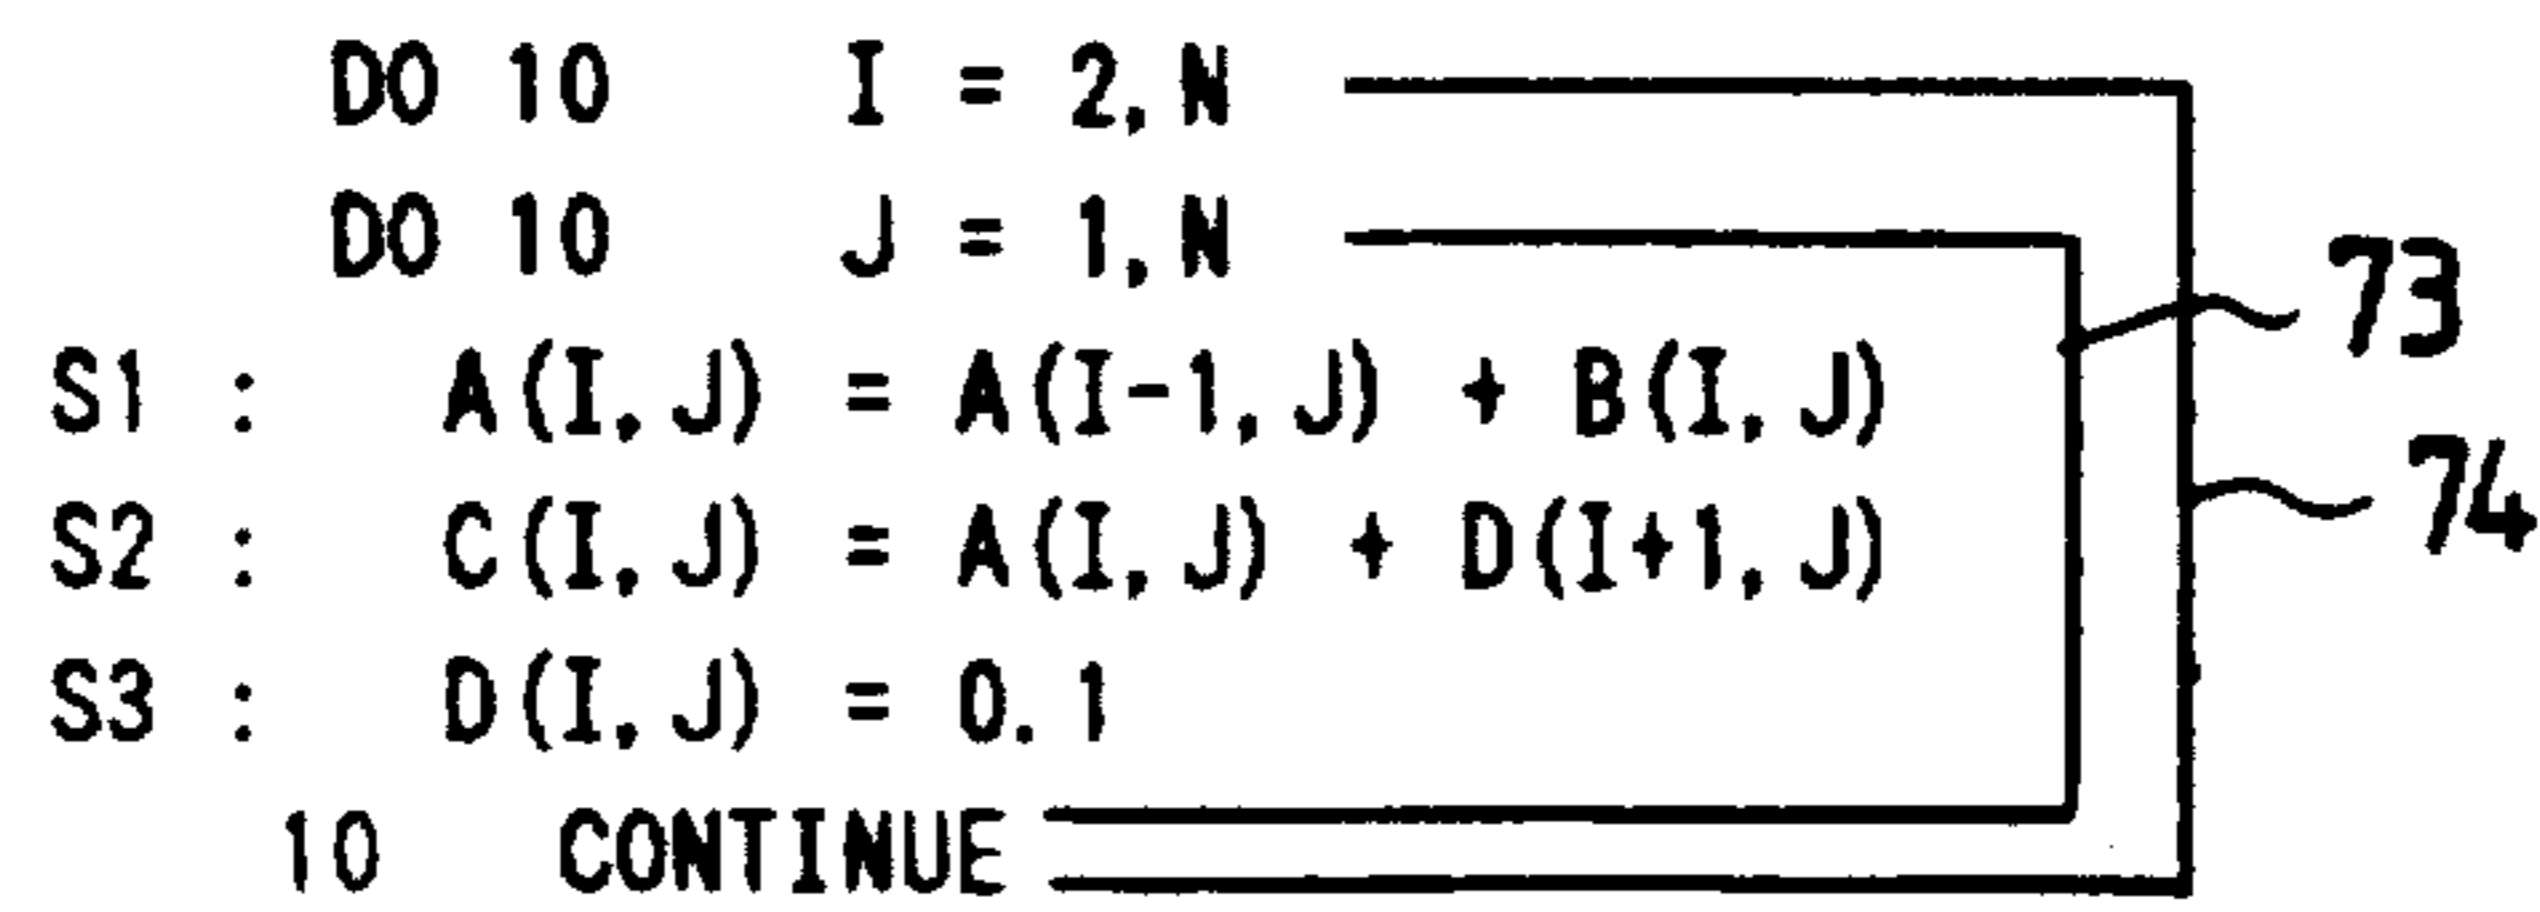 DO 10 I = 2, N
DO 10 J = 1, N
73
S1 : A(I, J) = A(I-1, J) + B(I, J)
74
S2 : C(I, J) = A(I, J) + D(I+1, J)
S3 : D(I, J) = 0.1
10 CONTINUE